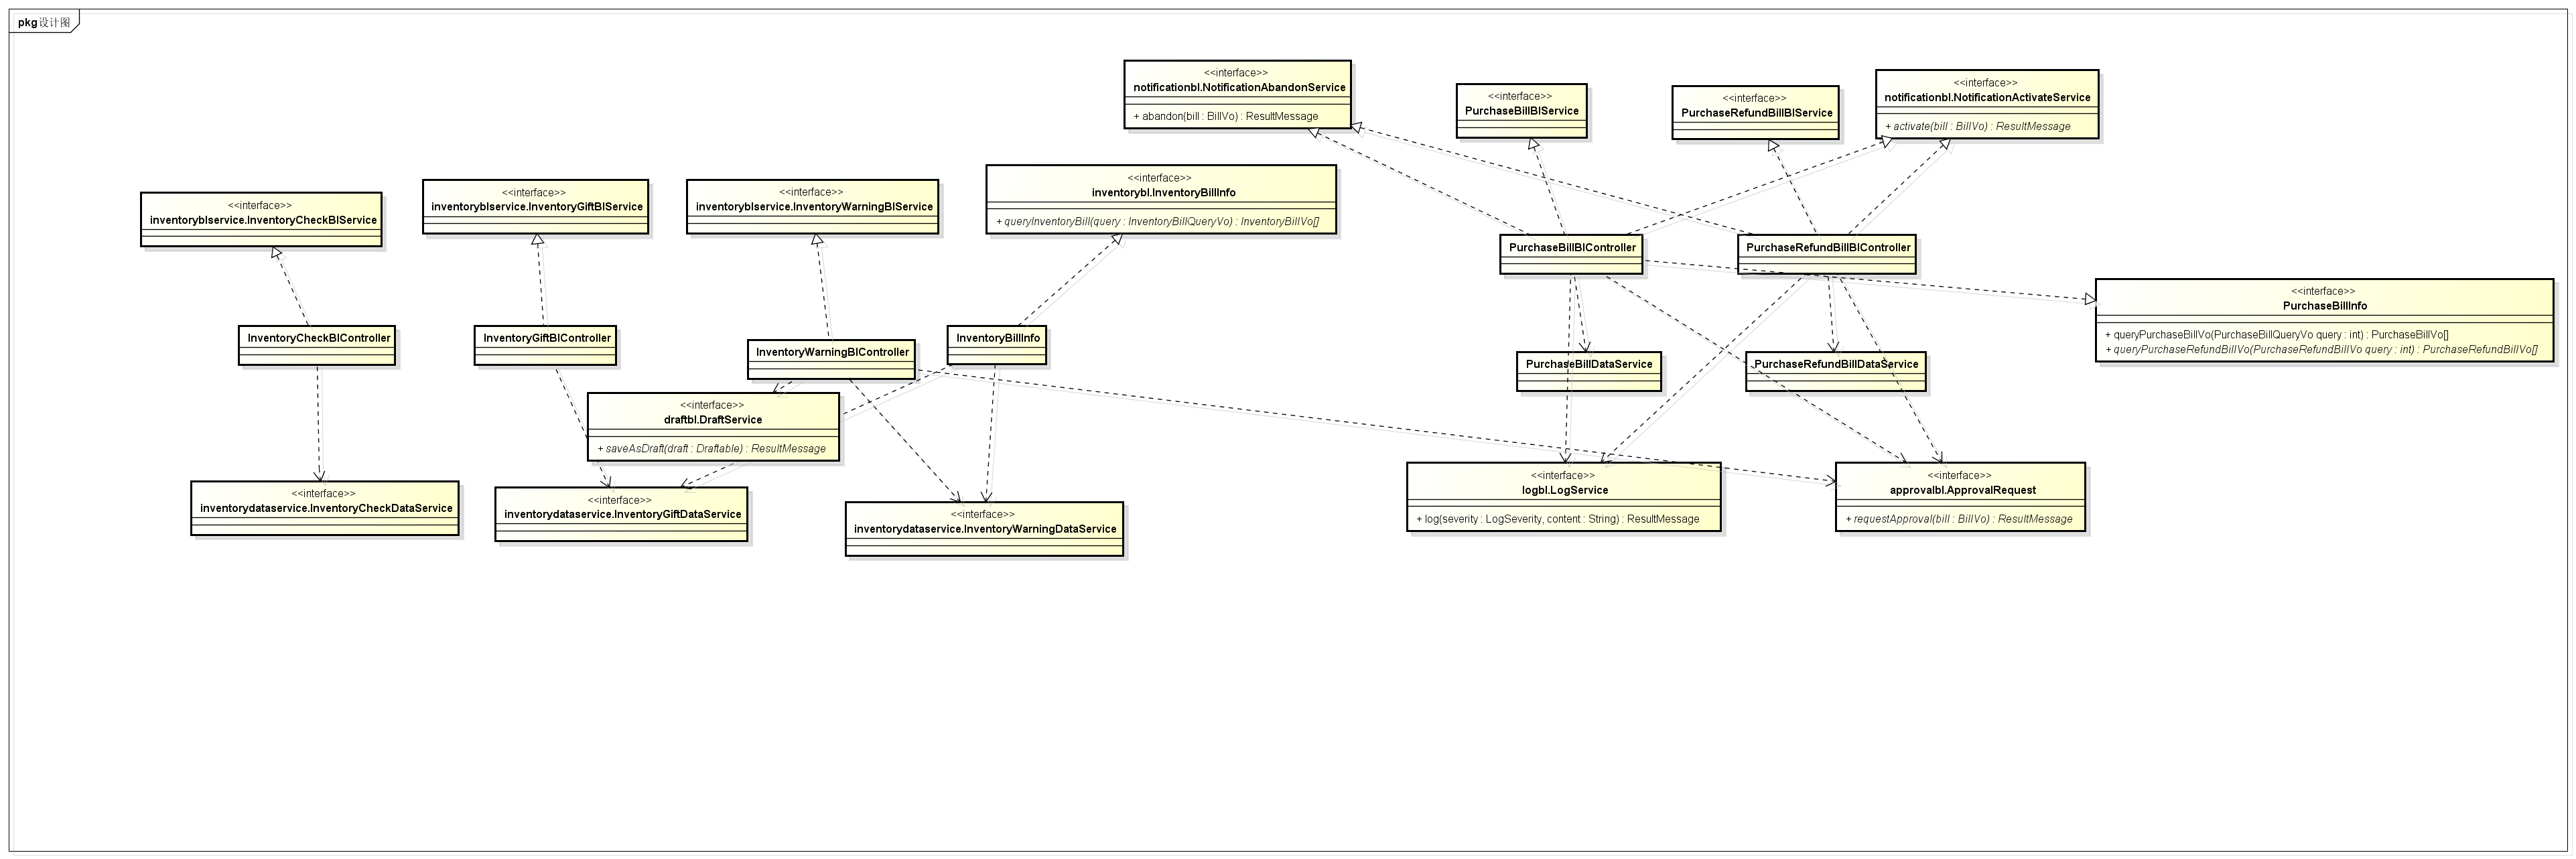 pkg 设计图
<<interface>>
notificationbl.NotificationAbandonService
+ abandon(bill : BillVo) : ResultMessage
<<interface>>
PurchaseBillBlService
<<interface>>
PurchaseRefundBillBlService
<<interface>>
notificationbl.NotificationActivateService
+ activate(bill : BillVo) : ResultMessage
<<interface>>
inventoryblservice.InventoryCheckBlService
<<interface>>
inventoryblservice.InventoryGiftBlService
<<interface>>
inventoryblservice.InventoryWarningBlService
<<interface>>
inventorybl.InventoryBillInfo
+ queryInventoryBill(query : InventoryBillQueryVo) : InventoryBillVo[]
PurchaseBillBlController
PurchaseRefundBillBlController
<<interface>>
PurchaseBillInfo
+ queryPurchaseBillVo(PurchaseBillQueryVo query : int) : PurchaseBillVo[]
+ queryPurchaseRefundBillVo(PurchaseRefundBillVo query : int) : PurchaseRefundBillVo[]
InventoryCheckBlController
InventoryGiftBlController
InventoryWarningBlController
InventoryBillInfo
PurchaseBillDataService
PurchaseRefundBillDataService
<<interface>>
draftbl.DraftService
+ saveAsDraft(draft : Draftable) : ResultMessage
<<interface>>
inventorydataservice.InventoryCheckDataService
<<interface>>
inventorydataservice.InventoryGiftDataService
<<interface>>
inventorydataservice.InventoryWarningDataService
<<interface>>
logbl.LogService
+ log(severity : LogSeverity, content : String) : ResultMessage
<<interface>>
approvalbl.ApprovalRequest
+ requestApproval(bill : BillVo) : ResultMessage